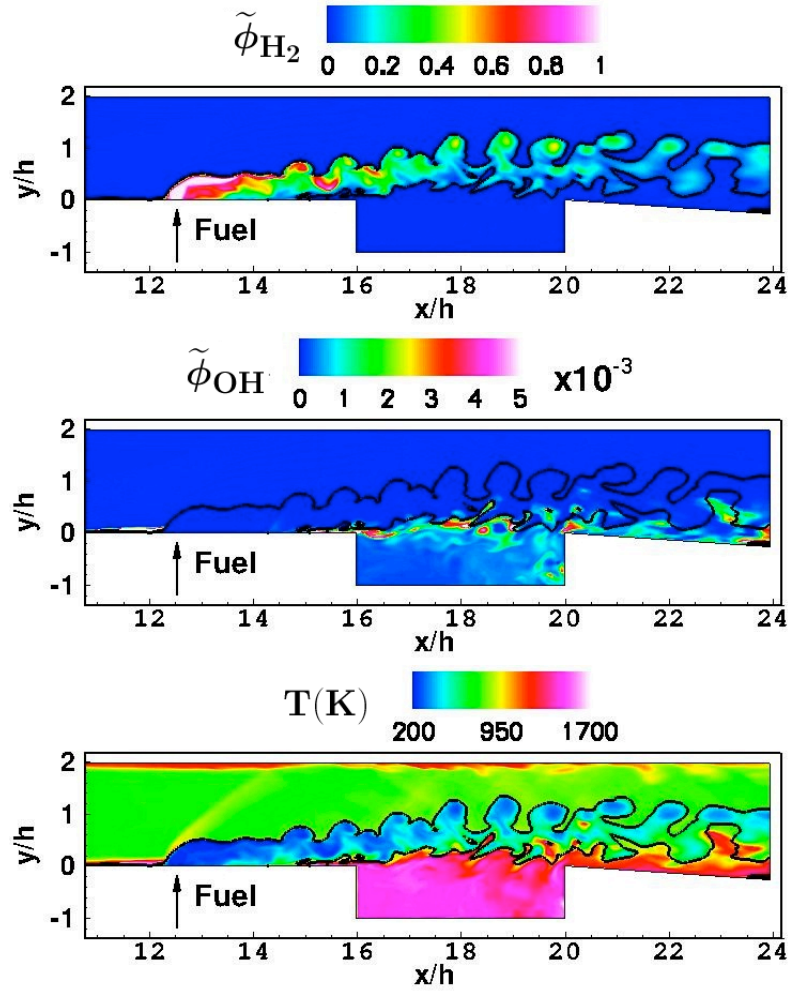 ϕ̃H₂
0 0.2 0.4 0.6 0.8 1
2
1
0
-1
y/h
Fuel
12 14 16 18 20 22 24
x/h
ϕ̃OH
x10⁻³
0 1 2 3 4 5
2
1
0
-1
y/h
Fuel
12 14 16 18 20 22 24
x/h
T(K)
200 950 1700
2
1
0
-1
y/h
Fuel
12 14 16 18 20 22 24
x/h